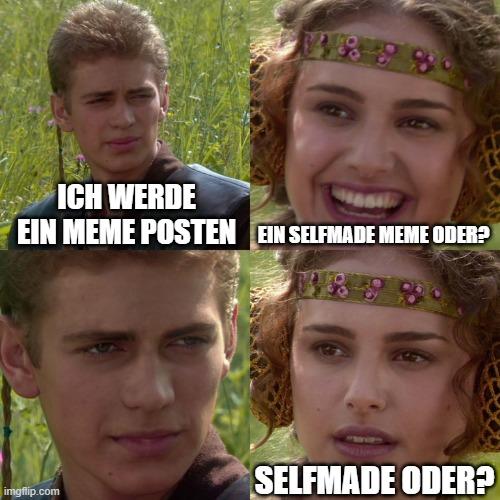 ICH WERDE
EIN MEME POSTEN
EIN SELFMADE MEME ODER?
SELFMADE ODER?
imgflip.com